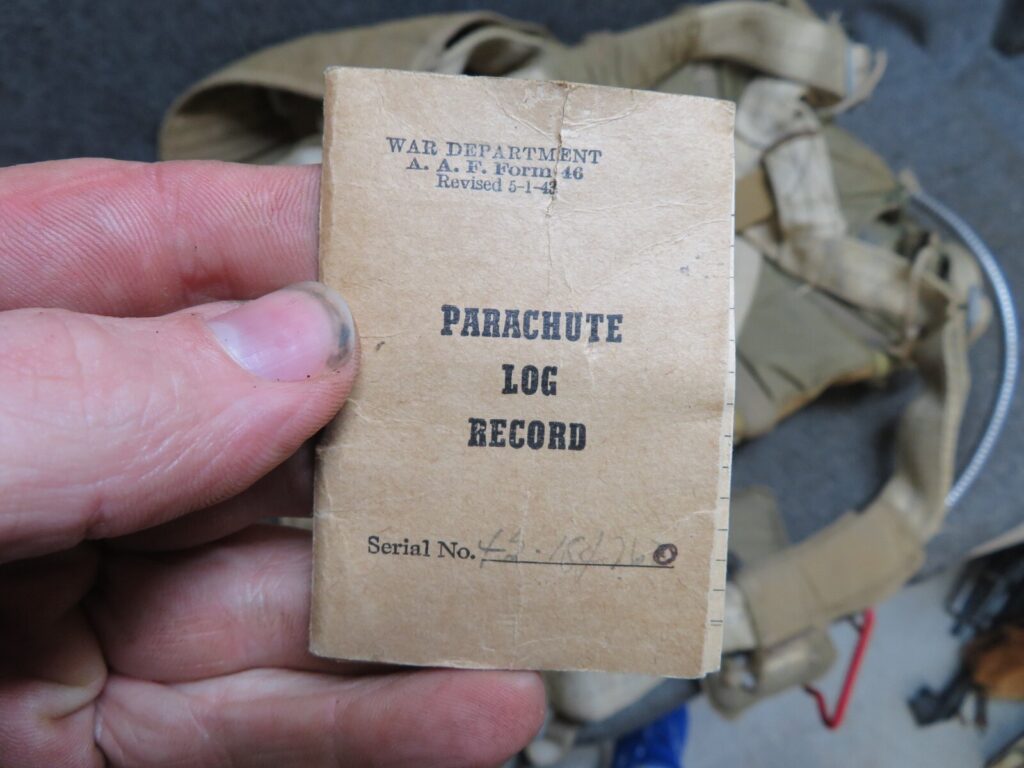 WAR DEPARTMENT
A. A. F. Form 46
Revised 5-1-43
PARACHUTE
LOG
RECORD
Serial No.